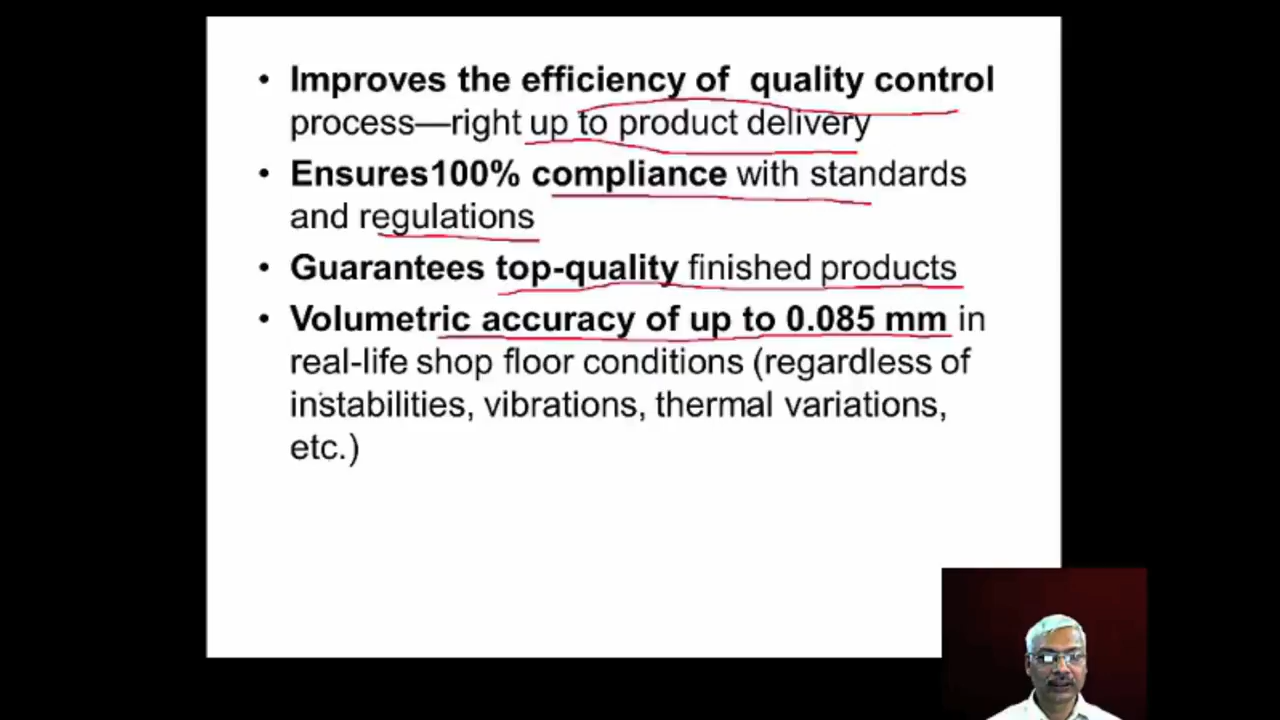 • Improves the efficiency of quality control
process—right up to product delivery
• Ensures100% compliance with standards
and regulations
• Guarantees top-quality finished products
• Volumetric accuracy of up to 0.085 mm in
real-life shop floor conditions (regardless of
instabilities, vibrations, thermal variations,
etc.)